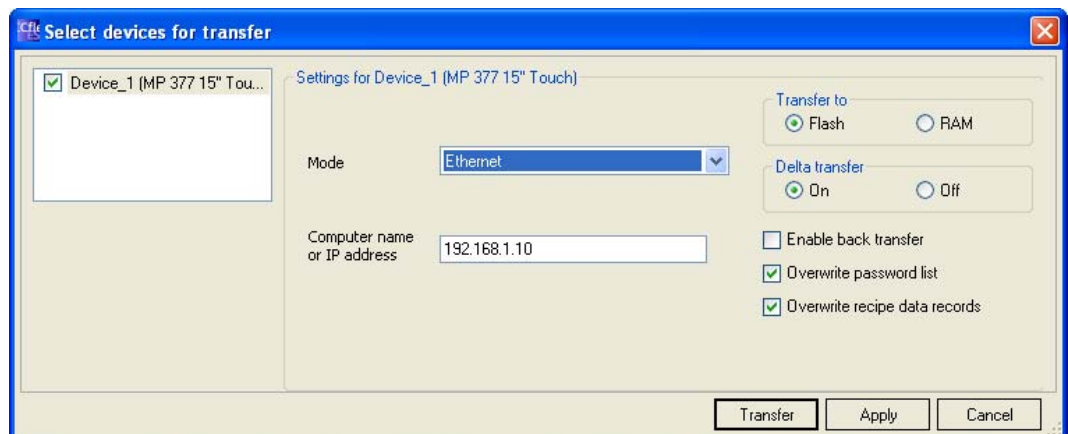 Select devices for transfer
Device_1 (MP 377 15" Tou...
Settings for Device_1 (MP 377 15" Touch)
Transfer to
Flash
RAM
Mode
Ethernet
Delta transfer
On
Off
Computer name
or IP address
192.168.1.10
Enable back transfer
Overwrite password list
Overwrite recipe data records
Transfer
Apply
Cancel